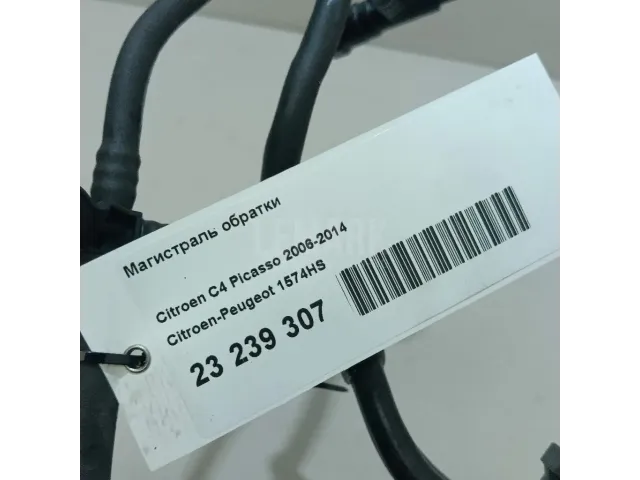 Магистраль обратки
Citroen C4 Picasso 2006-2014
Citroen-Peugeot 1574HS
23 239 307